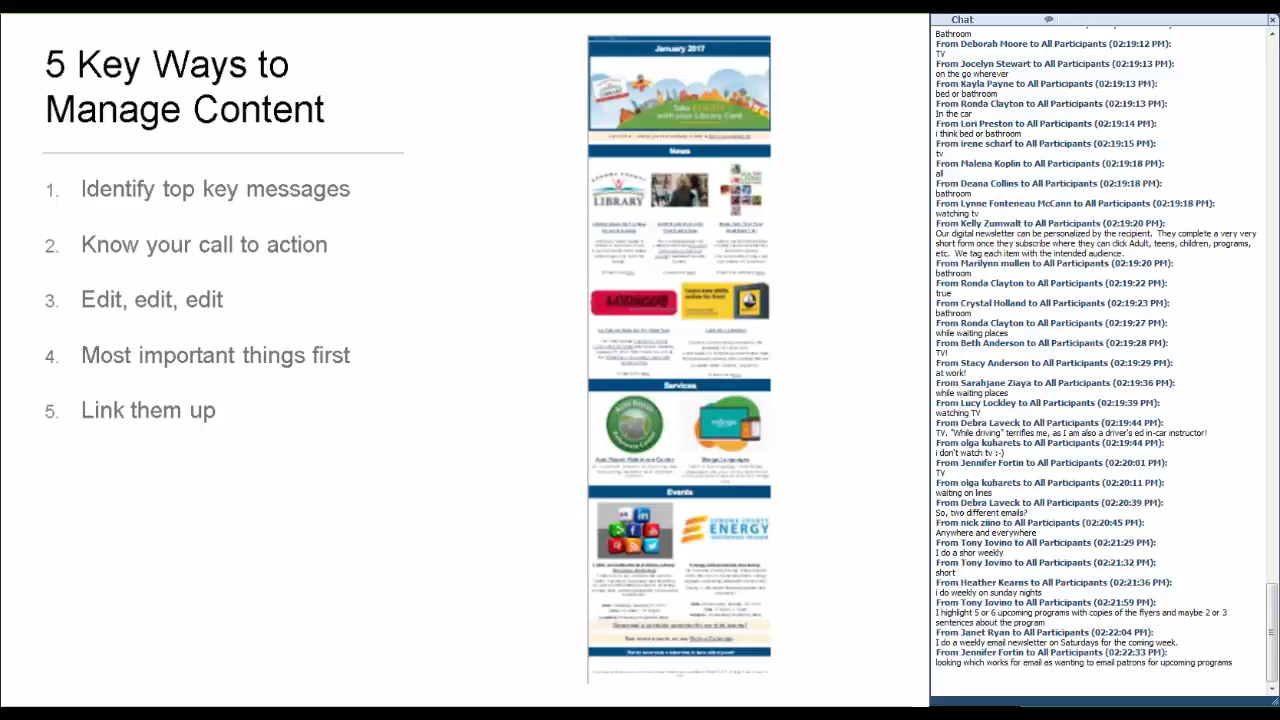 5 Key Ways to
Manage Content
1. Identify top key messages
2. Know your call to action
3. Edit, edit, edit
4. Most important things first
5. Link them up
January 2017
Take
with your Library Card
News
SONOMA COUNTY
LIBRARY
Services
Auto Repair Reference Center
mango
Mango Languages
Events
SONOMA COUNTY
ENERGY
Chat
Bathroom
From Deborah Moore to All Participants (02:19:12 PM):
TV
From Jocelyn Stewart to All Participants (02:19:13 PM):
on the go wherever
From Kayla Payne to All Participants (02:19:13 PM):
bed or bathroom
From Ronda Clayton to All Participants (02:19:13 PM):
In the car
From Lori Preston to All Participants (02:19:14 PM):
i think bed or bathroom
From irene scharf to All Participants (02:19:15 PM):
tv
From Malena Koplin to All Participants (02:19:18 PM):
all
From Deana Collins to All Participants (02:19:18 PM):
bathroom
From Lynne Fonteneau McCann to All Participants (02:19:18 PM):
watching tv
From Kelly Zumwalt to All Participants (02:19:20 PM):
Our digital newsletter can be personalized by the recipient. They complete a very very
short form once they subscribe where they choose library, news, children, programs,
etc. We tag each item with the intended audience.
From Marilynn mullen to All Participants (02:19:20 PM):
bathroom
From Ronda Clayton to All Participants (02:19:22 PM):
true
From Crystal Holland to All Participants (02:19:23 PM):
bathroom
From Ronda Clayton to All Participants (02:19:27 PM):
while waiting places
From Beth Anderson to All Participants (02:19:28 PM):
TV!
From Stacy Anderson to All Participants (02:19:29 PM):
at work!
From Sarahjane Ziaya to All Participants (02:19:36 PM):
while waiting places
From Lucy Lockley to All Participants (02:19:39 PM):
watching TV
From Debra Laveck to All Participants (02:19:44 PM):
TV. "While driving" terrifies me, as I am also a driver's ed in-car instructor!
From olga kuharets to All Participants (02:19:44 PM):
i don't watch tv :-)
From Jennifer Fortin to All Participants (02:20:01 PM):
TV
From olga kuharets to All Participants (02:20:11 PM):
waiting on lines
From Debra Laveck to All Participants (02:20:39 PM):
So, two different emails?
From nick ziino to All Participants (02:20:45 PM):
Anywhere and everywhere
From Tony Iovino to All Participants (02:21:29 PM):
I do a shor weekly
From Tony Iovino to All Participants (02:21:32 PM):
short
From Heather Kearns to All Participants (02:21:36 PM):
i do weekly on sunday nights
From Tony Iovino to All Participants (02:21:59 PM):
I highlight 5 or 6 upcoming programs with copies of the fryers and maybe 2 or 3
sentences about the program
From Janet Ryan to All Participants (02:22:04 PM):
I do a weekly email newsletter on Saturdays for the coming week.
From Jennifer Fortin to All Participants (02:22:33 PM):
looking which works for email as wanting to email patrons for upcoming programs